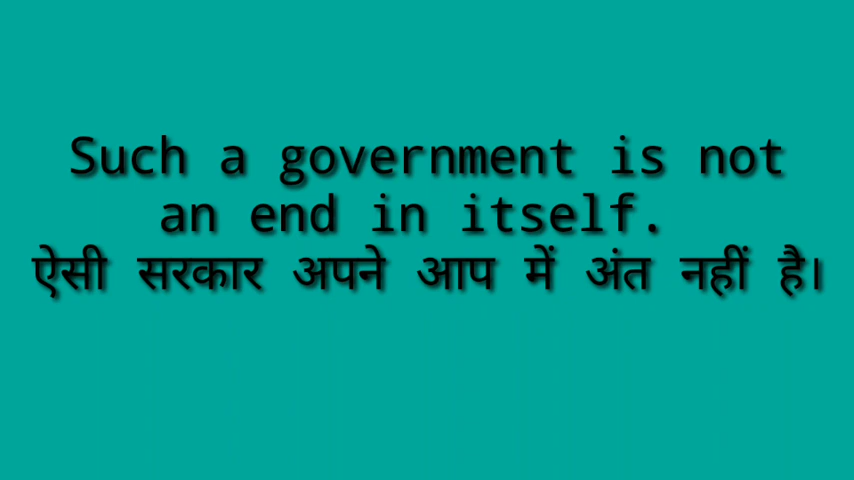 Such a government is not
an end in itself.
ऐसी सरकार अपने आप में अंत नहीं है।